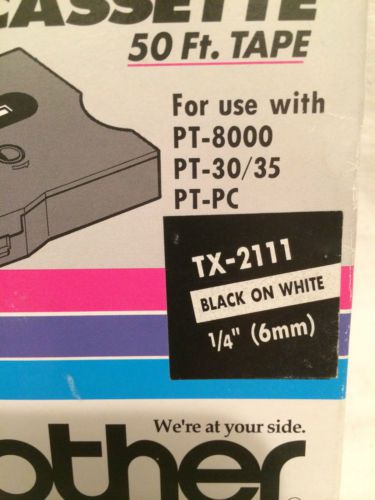 CASSETTE
50 Ft. TAPE
For use with
PT-8000
PT-30/35
PT-PC
TX-2111
BLACK ON WHITE
1/4" (6mm)
We're at your side.
other
®